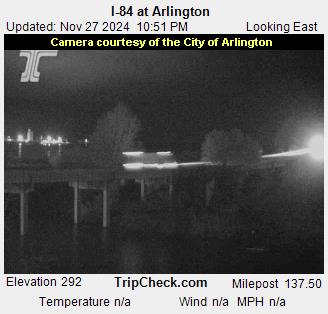 I-84 at Arlington
Updated: Nov 27 2024 10:51 PM Looking East
Camera courtesy of the City of Arlington
Elevation 292 TripCheck.com Milepost 137.50
Temperature n/a Wind n/a MPH n/a